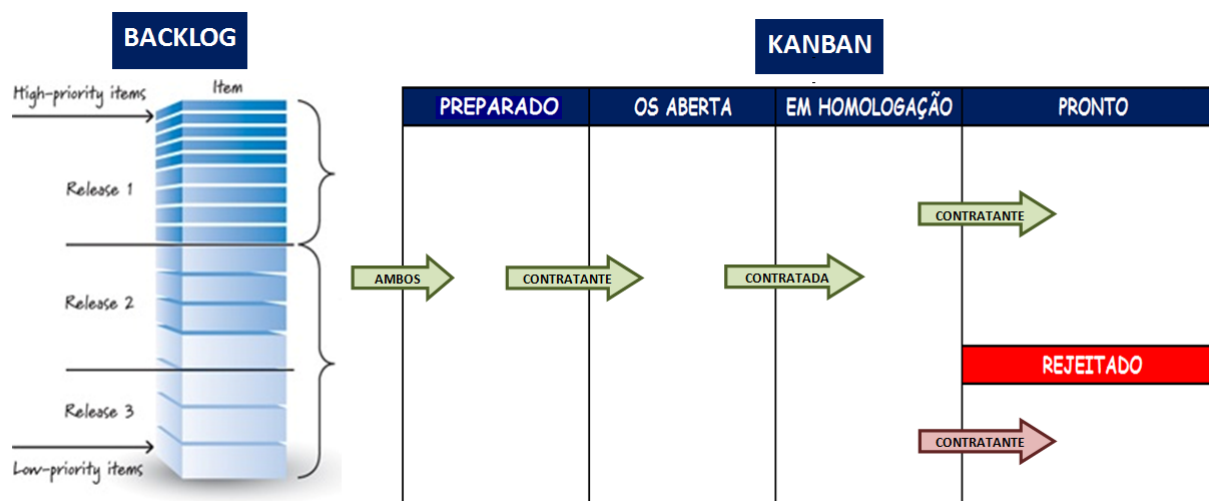 BACKLOG
High-priority items
Item
Release 1
Release 2
Release 3
Low-priority items
KANBAN
PREPARADO
OS ABERTA
EM HOMOLOGAÇÃO
PRONTO
CONTRATANTE
AMBOS
CONTRATANTE
CONTRATADA
REJEITADO
CONTRATANTE